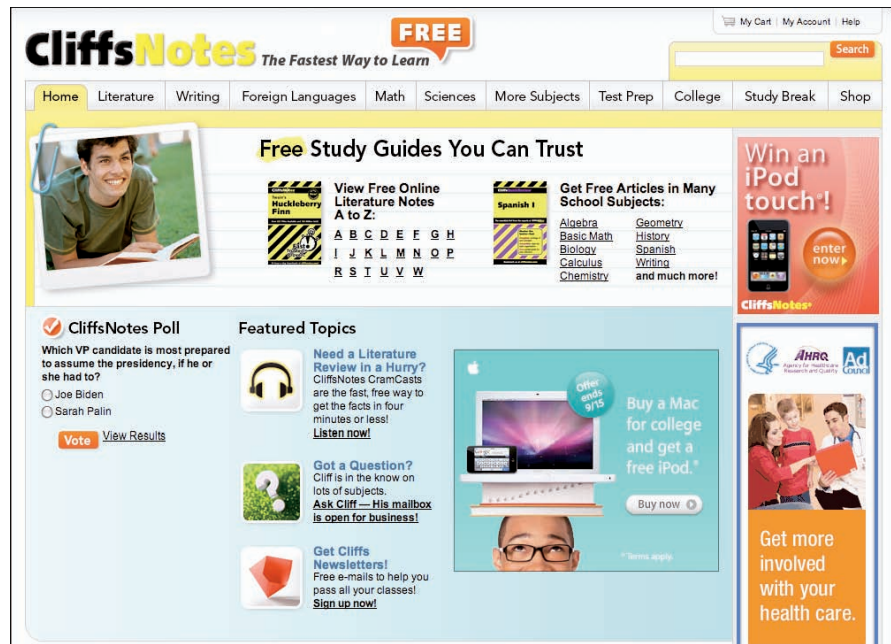 My Cart | My Account | Help
CliffsNotes The Fastest Way to Learn
FREE
Search
Home Literature Writing Foreign Languages Math Sciences More Subjects Test Prep College Study Break Shop
Free Study Guides You Can Trust
CliffsNotes
Twain's
Huckleberry
Finn
View Free Online
Literature Notes
A to Z:
A B C D E F G H
I J K L M N O P
R S T U V W
Spanish I
Get Free Articles in Many
School Subjects:
Algebra Geometry
Basic Math History
Biology Spanish
Calculus Writing
Chemistry and much more!
Win an
iPod
touch®!
enter
now
CliffsNotes®
CliffsNotes Poll
Which VP candidate is most prepared
to assume the presidency, if he or
she had to?
Joe Biden
Sarah Palin
Vote View Results
Featured Topics
Need a Literature
Review in a Hurry?
CliffsNotes CramCasts
are the fast, free way to
get the facts in four
minutes or less!
Listen now!
Got a Question?
Cliff is in the know on
lots of subjects.
Ask Cliff — His mailbox
is open for business!
Get Cliffs
Newsletters!
Free e-mails to help you
pass all your classes!
Sign up now!
Offer
ends
9/15
Buy a Mac
for college
and get a
free iPod.*
Buy now
*Terms apply.
AHRQ
Agency for Healthcare
Research and Quality
Ad
Council
Get more
involved
with your
health care.